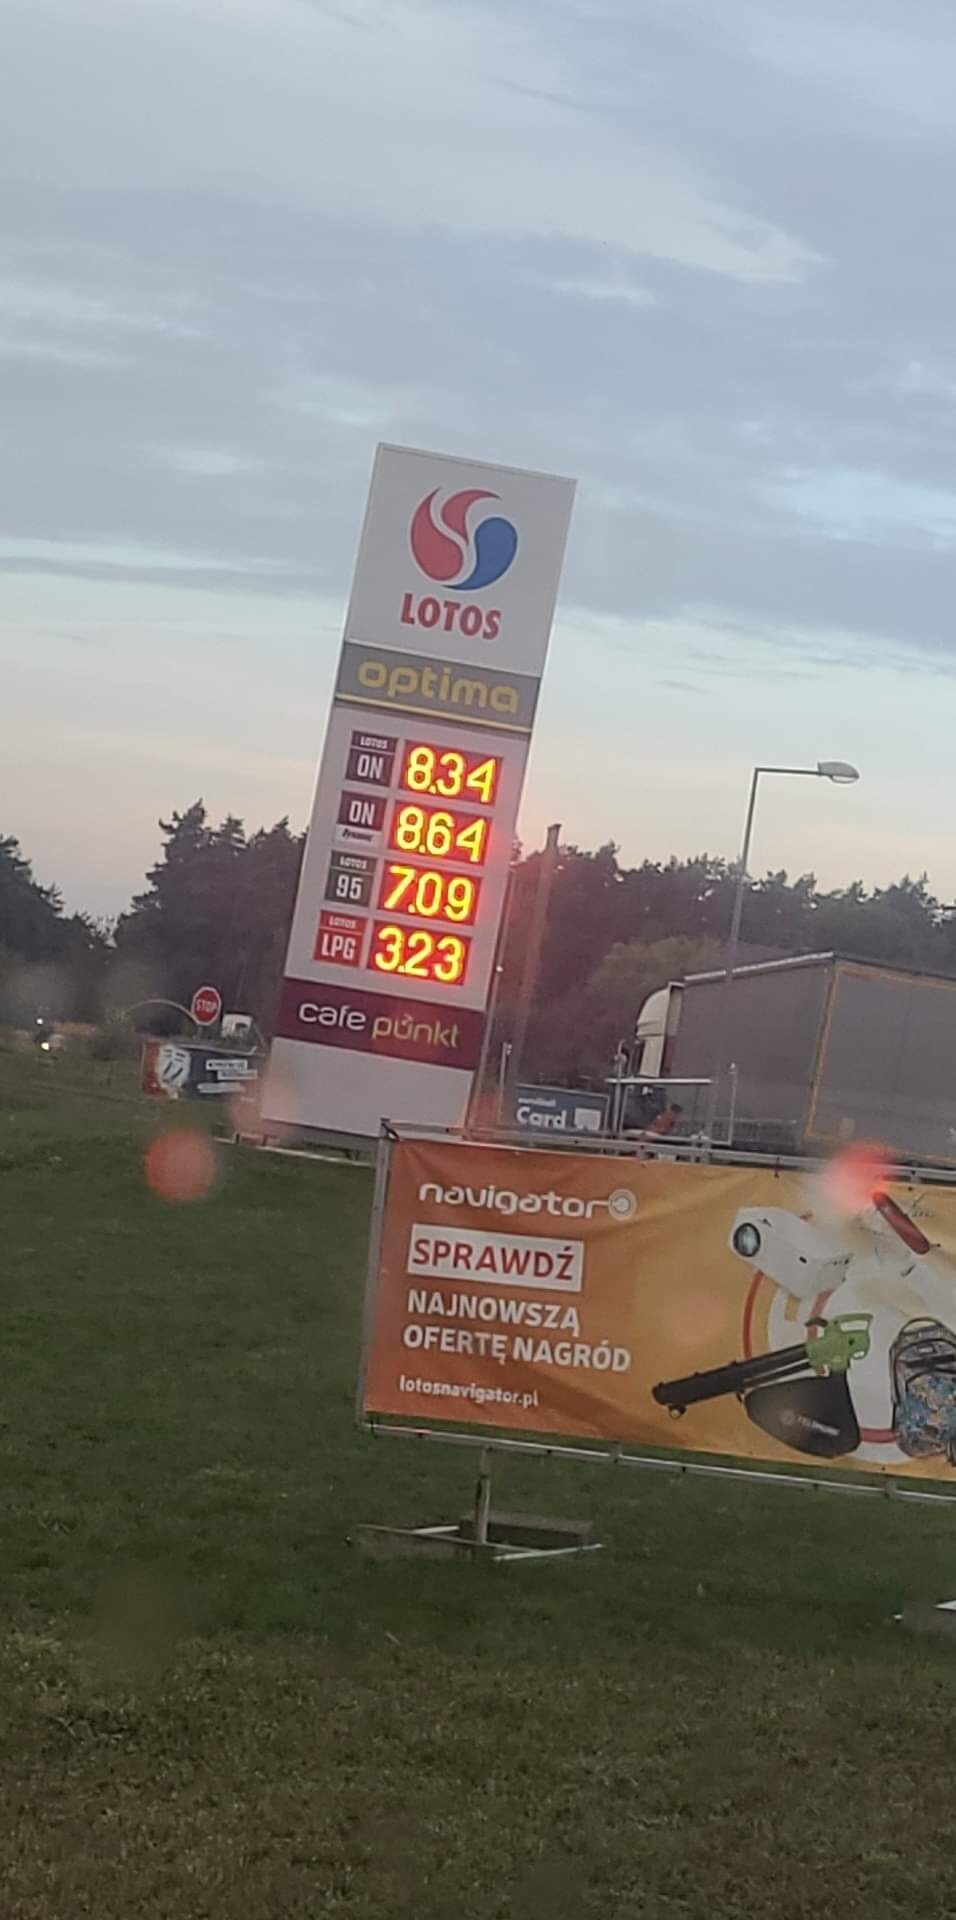 LOTOS
optima
LOTOS
ON 8.34
ON 8.64
Dynamic
LOTOS
95 7.09
LOTOS
LPG 3.23
cafe punkt
STOP
Card
navigator
SPRAWDŹ
NAJNOWSZĄ
OFERTĘ NAGRÓD
lotosnavigator.pl